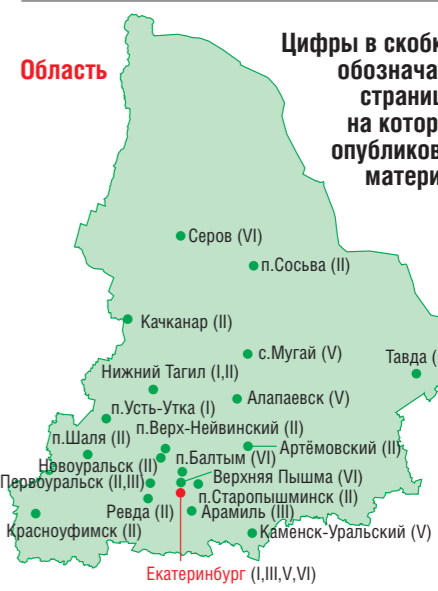 Область
Цифры в скобк
обозначa
страниц
на котор
опубликов
матери
Серов (VI)
п.Сосьва (II)
Качканар (II)
с.Мугай (V)
Тавда (
Нижний Тагил (I,II)
Алапаевск (V)
п.Усть-Утка (I)
п.Верх-Нейвинский (II)
п.Шаля (II)
Артёмовский (II)
п.Балтым (VI)
Новоуральск (II)
Верхняя Пышма (VI)
Первоуральск (II,III)
п.Старопышминск (II)
Ревда (II)
Арамиль (III)
Красноуфимск (II)
Каменск-Уральский (V)
Екатеринбург (I,III,V,VI)